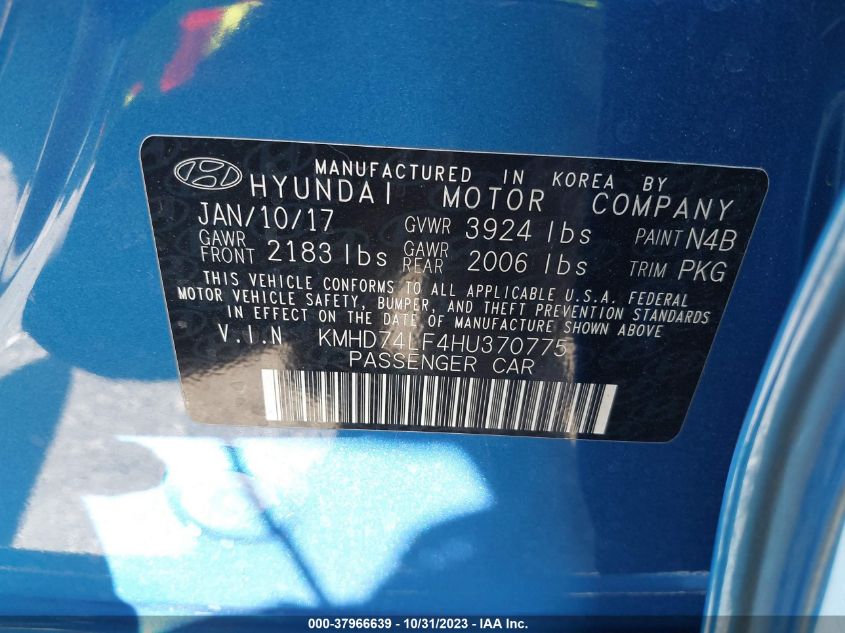 MANUFACTURED IN KOREA BY
HYUNDAI MOTOR COMPANY
JAN/10/17 GVWR 3924 lbs PAINT N4B
GAWR FRONT 2183 lbs GAWR REAR 2006 lbs TRIM PKG
THIS VEHICLE CONFORMS TO ALL APPLICABLE U.S.A. FEDERAL
MOTOR VEHICLE SAFETY, BUMPER, AND THEFT PREVENTION STANDARDS
IN EFFECT ON THE DATE OF MANUFACTURE SHOWN ABOVE.
V.I.N KMHD74LF4HU370775
PASSENGER CAR
000-37966639 - 10/31/2023 - IAA Inc.